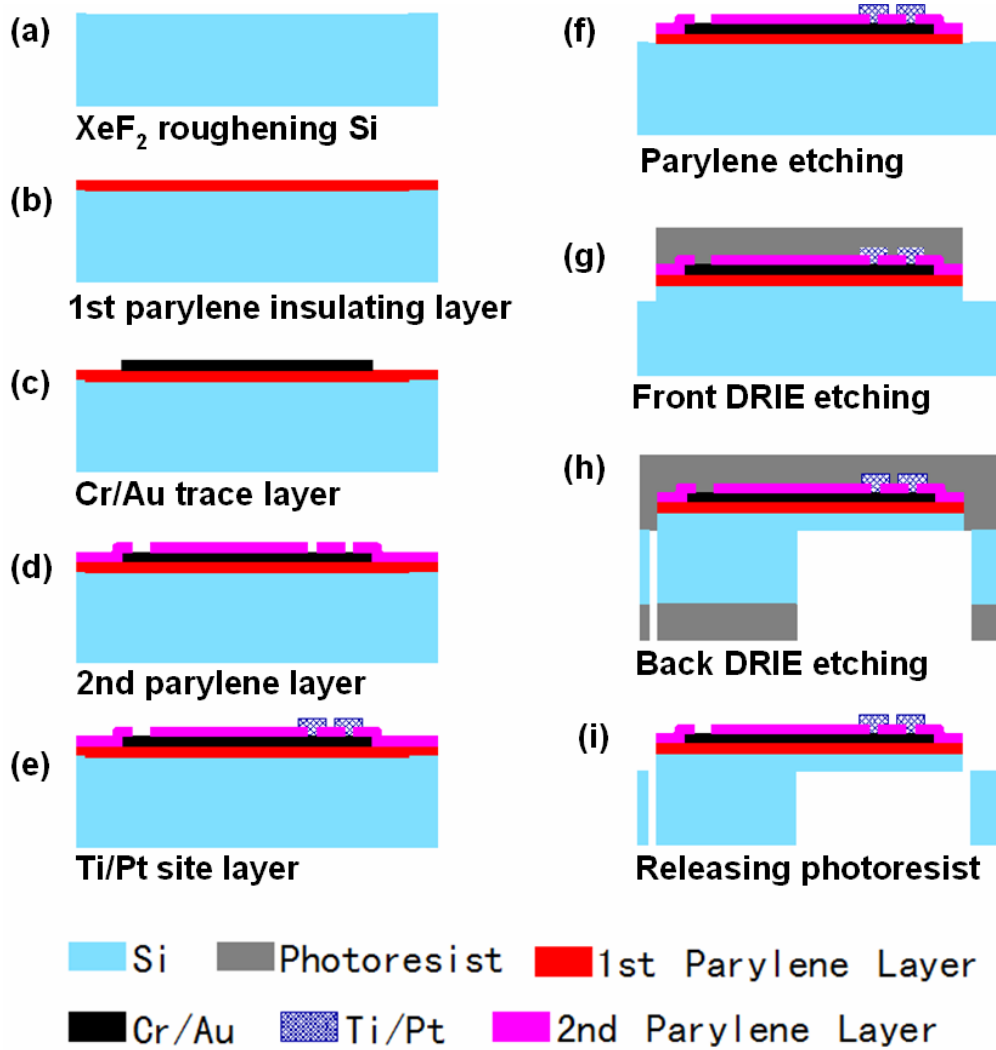 (a)
XeF₂ roughening Si
(b)
1st parylene insulating layer
(c)
Cr/Au trace layer
(d)
2nd parylene layer
(e)
Ti/Pt site layer
(f)
Parylene etching
(g)
Front DRIE etching
(h)
Back DRIE etching
(i)
Releasing photoresist
Si Photoresist 1st Parylene Layer
Cr/Au Ti/Pt 2nd Parylene Layer